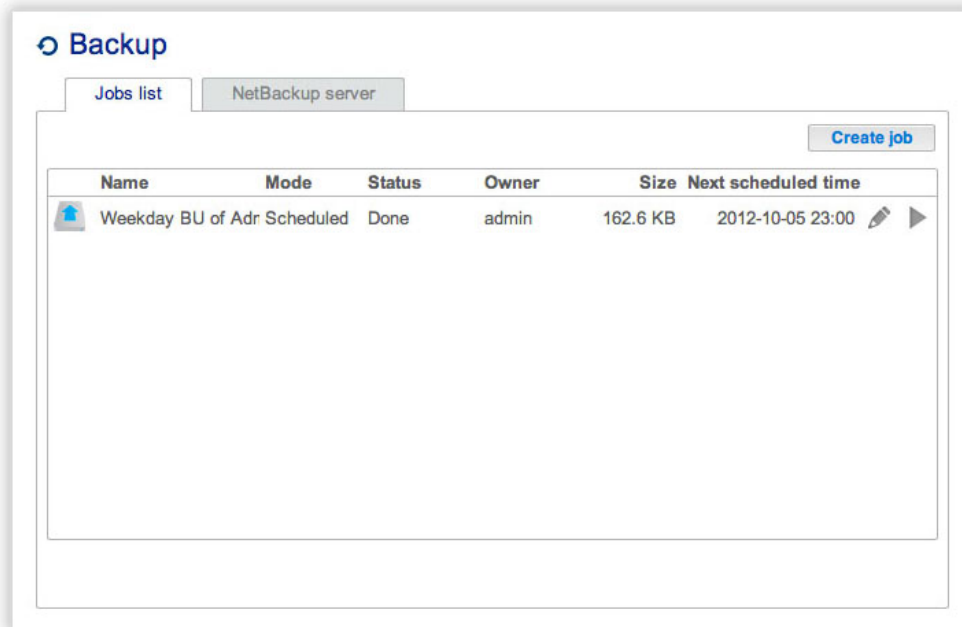 Backup
Jobs list NetBackup server
Create job
Name Mode Status Owner Size Next scheduled time
Weekday BU of Adr Scheduled Done admin 162.6 KB 2012-10-05 23:00